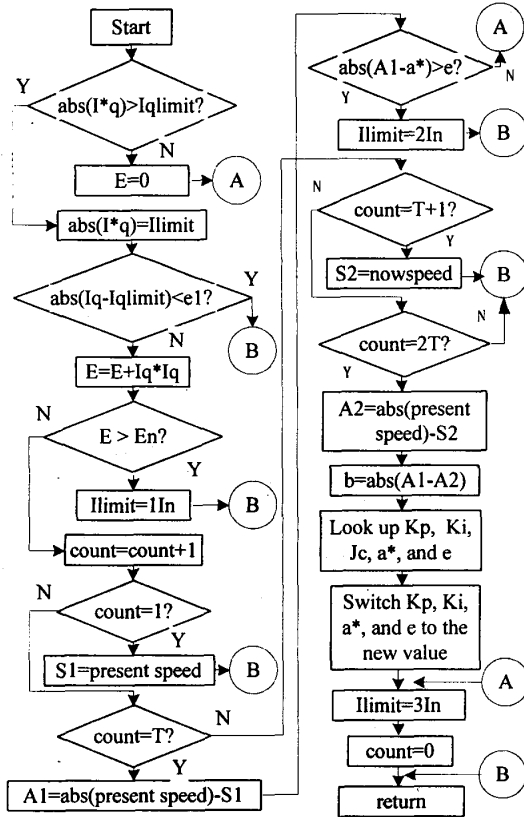 Start
Y
abs(I*q)>Iqlimit?
N
E=0
A
abs(I*q)=Ilimit
Y
abs(Iq-Iqlimit)<e1?
N
B
E=E+Iq*Iq
N
E > En?
Y
Ilimit=1In
B
count=count+1
N
count=1?
Y
S1=present speed
B
N
count=T?
Y
A1=abs(present speed)-S1
A
abs(A1-a*)>e?
N
Y
Ilimit=2In
B
N
count=T+1?
Y
S2=nowspeed
B
N
count=2T?
Y
A2=abs(present
speed)-S2
b=abs(A1-A2)
Look up Kp, Ki,
Jc, a*, and e
Switch Kp, Ki,
a*, and e to the
new value
A
Ilimit=3In
count=0
B
return